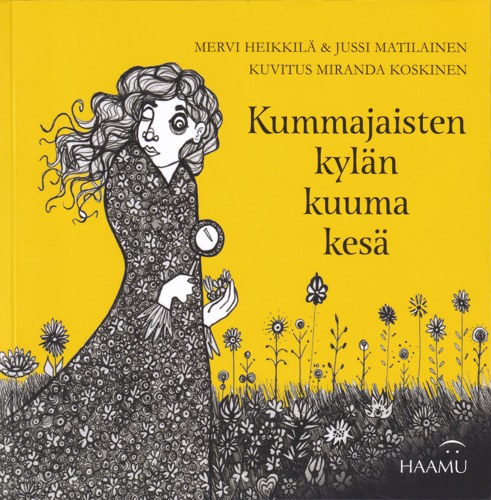 MERVI HEIKKILÄ & JUSSI MATILAINEN
KUVITUS MIRANDA KOSKINEN
Kummajaisten
kylän
kuuma
kesä
HAAMU